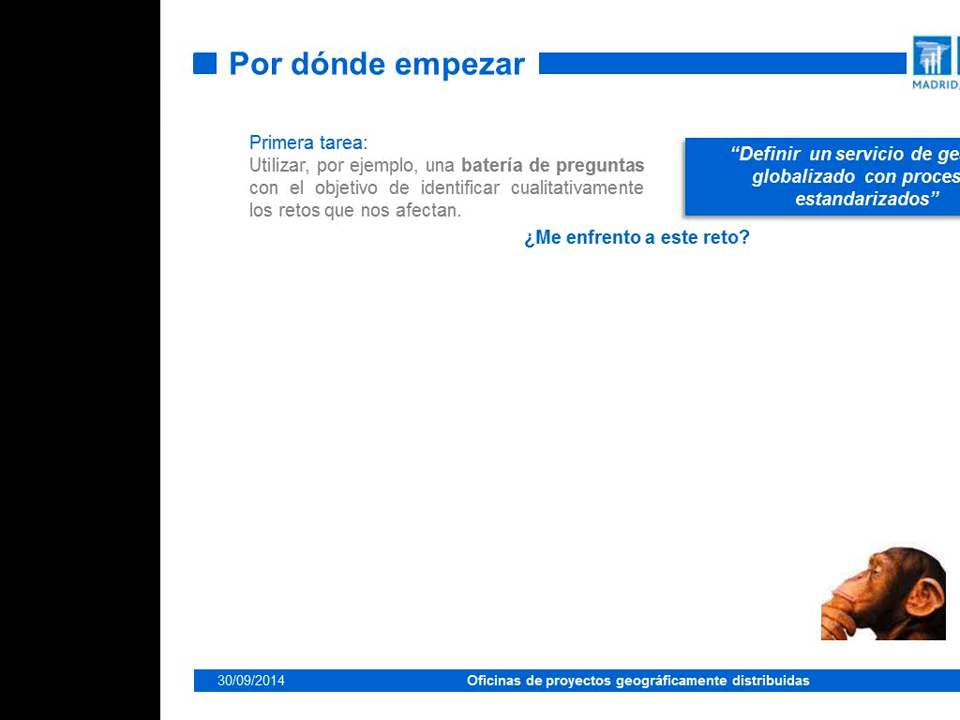 Por dónde empezar
MADRID
Primera tarea:
Utilizar, por ejemplo, una batería de preguntas
con el objetivo de identificar cualitativamente
los retos que nos afectan.
“Definir un servicio de
globalizado con
estandarizados”
¿Me enfrento a este reto?
30/09/2014
Oficinas de proyectos geográficamente distribuidas